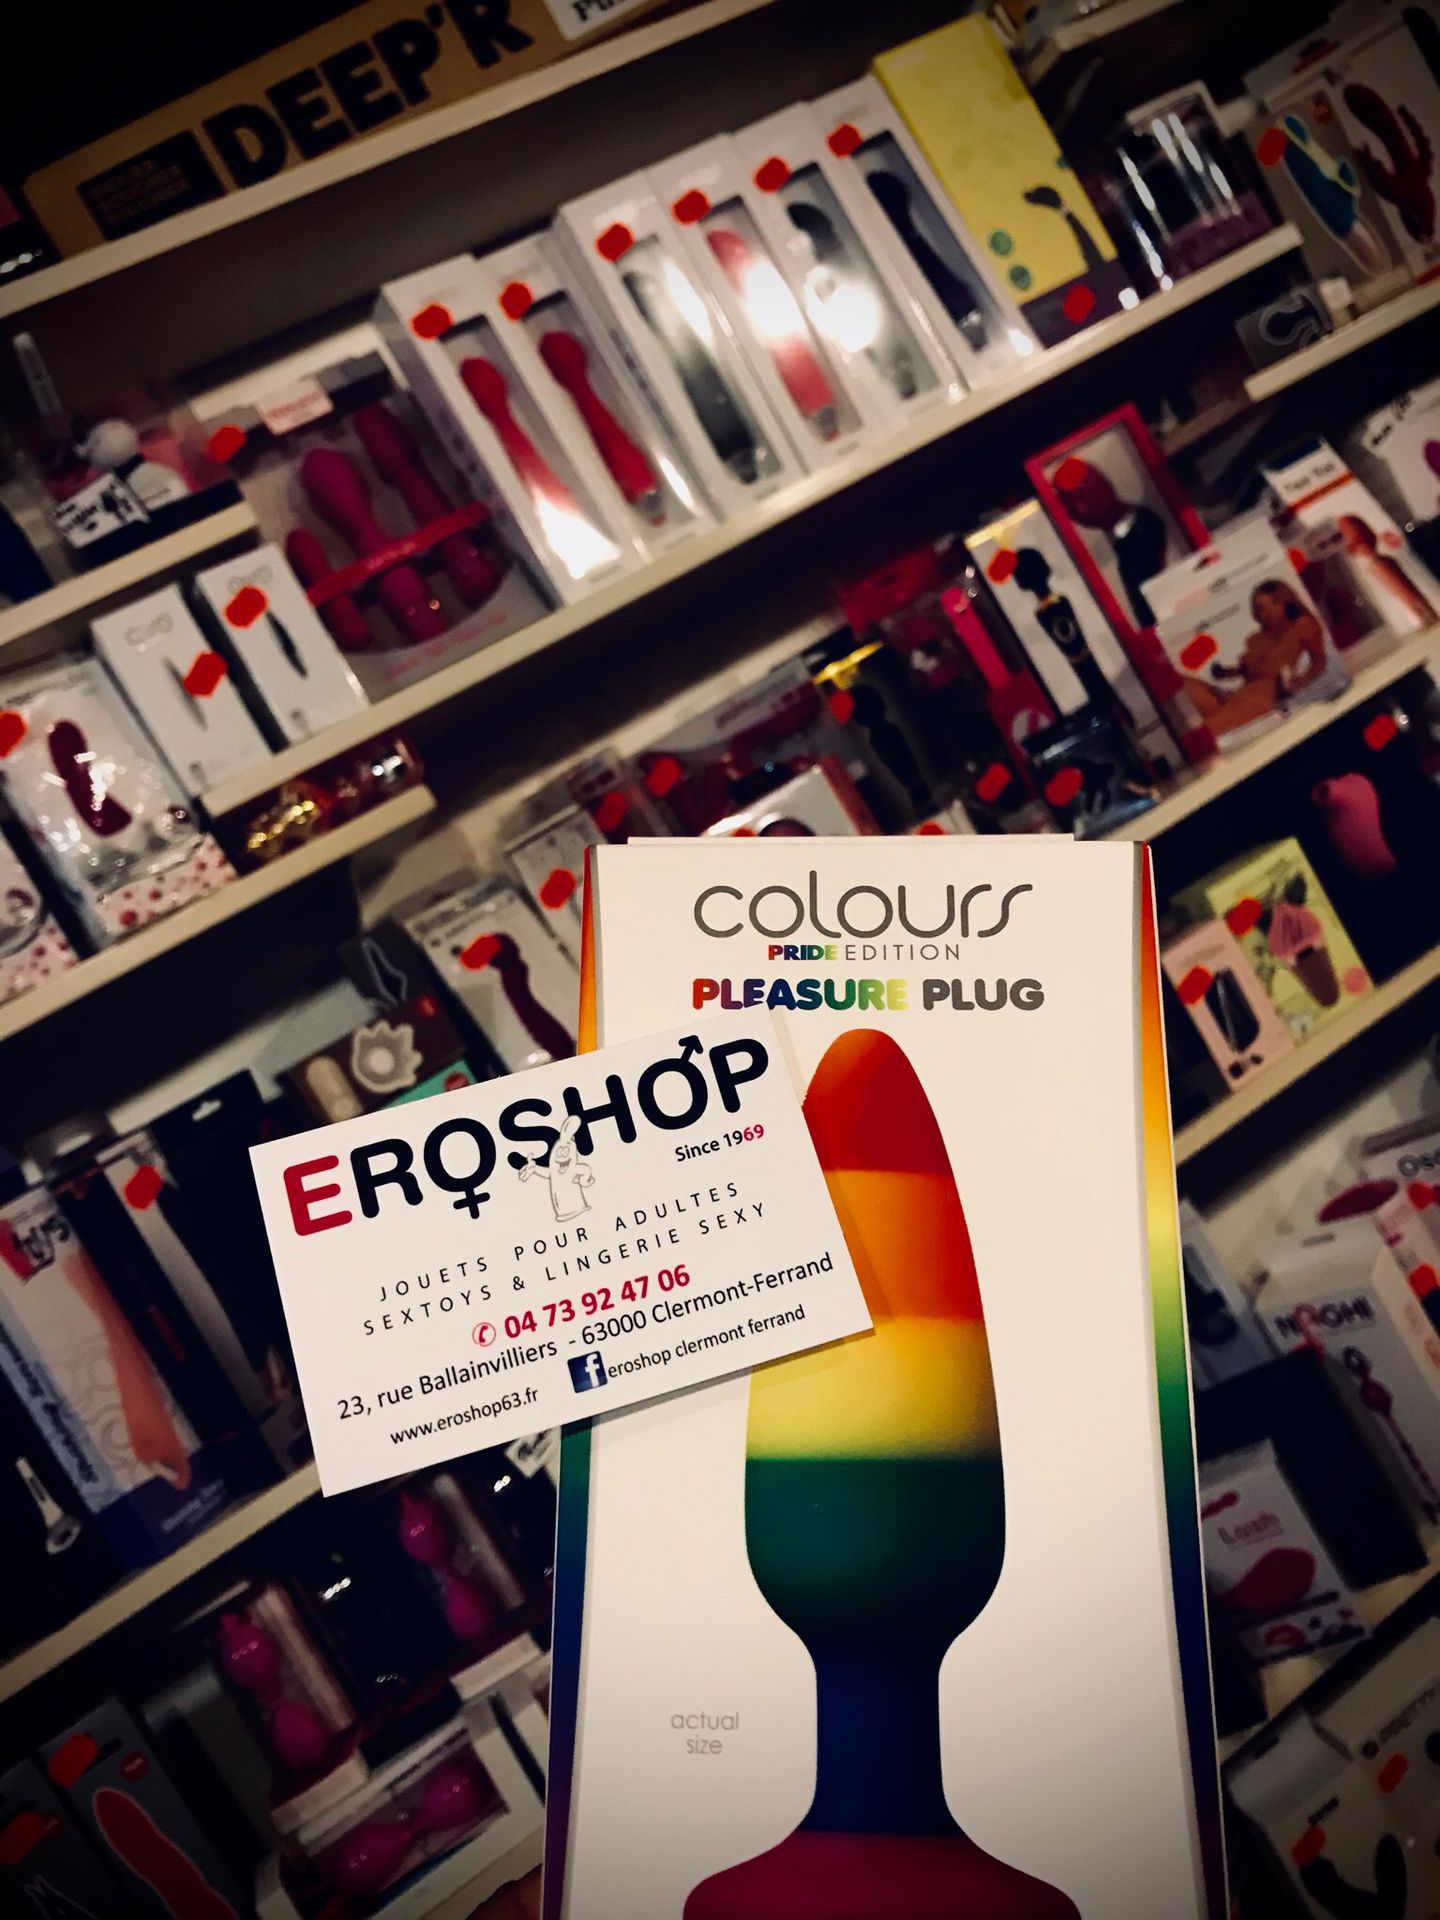 DEEP'R
colours
PRIDE EDITION
PLEASURE PLUG
EROSHOP
Since 1969
JOUETS POUR ADULTES
SEXTOYS & LINGERIE SEXY
04 73 92 47 06
23, rue Ballainvilliers - 63000 Clermont-Ferrand
www.eroshop63.fr
eroshop clermont ferrand
actual
size